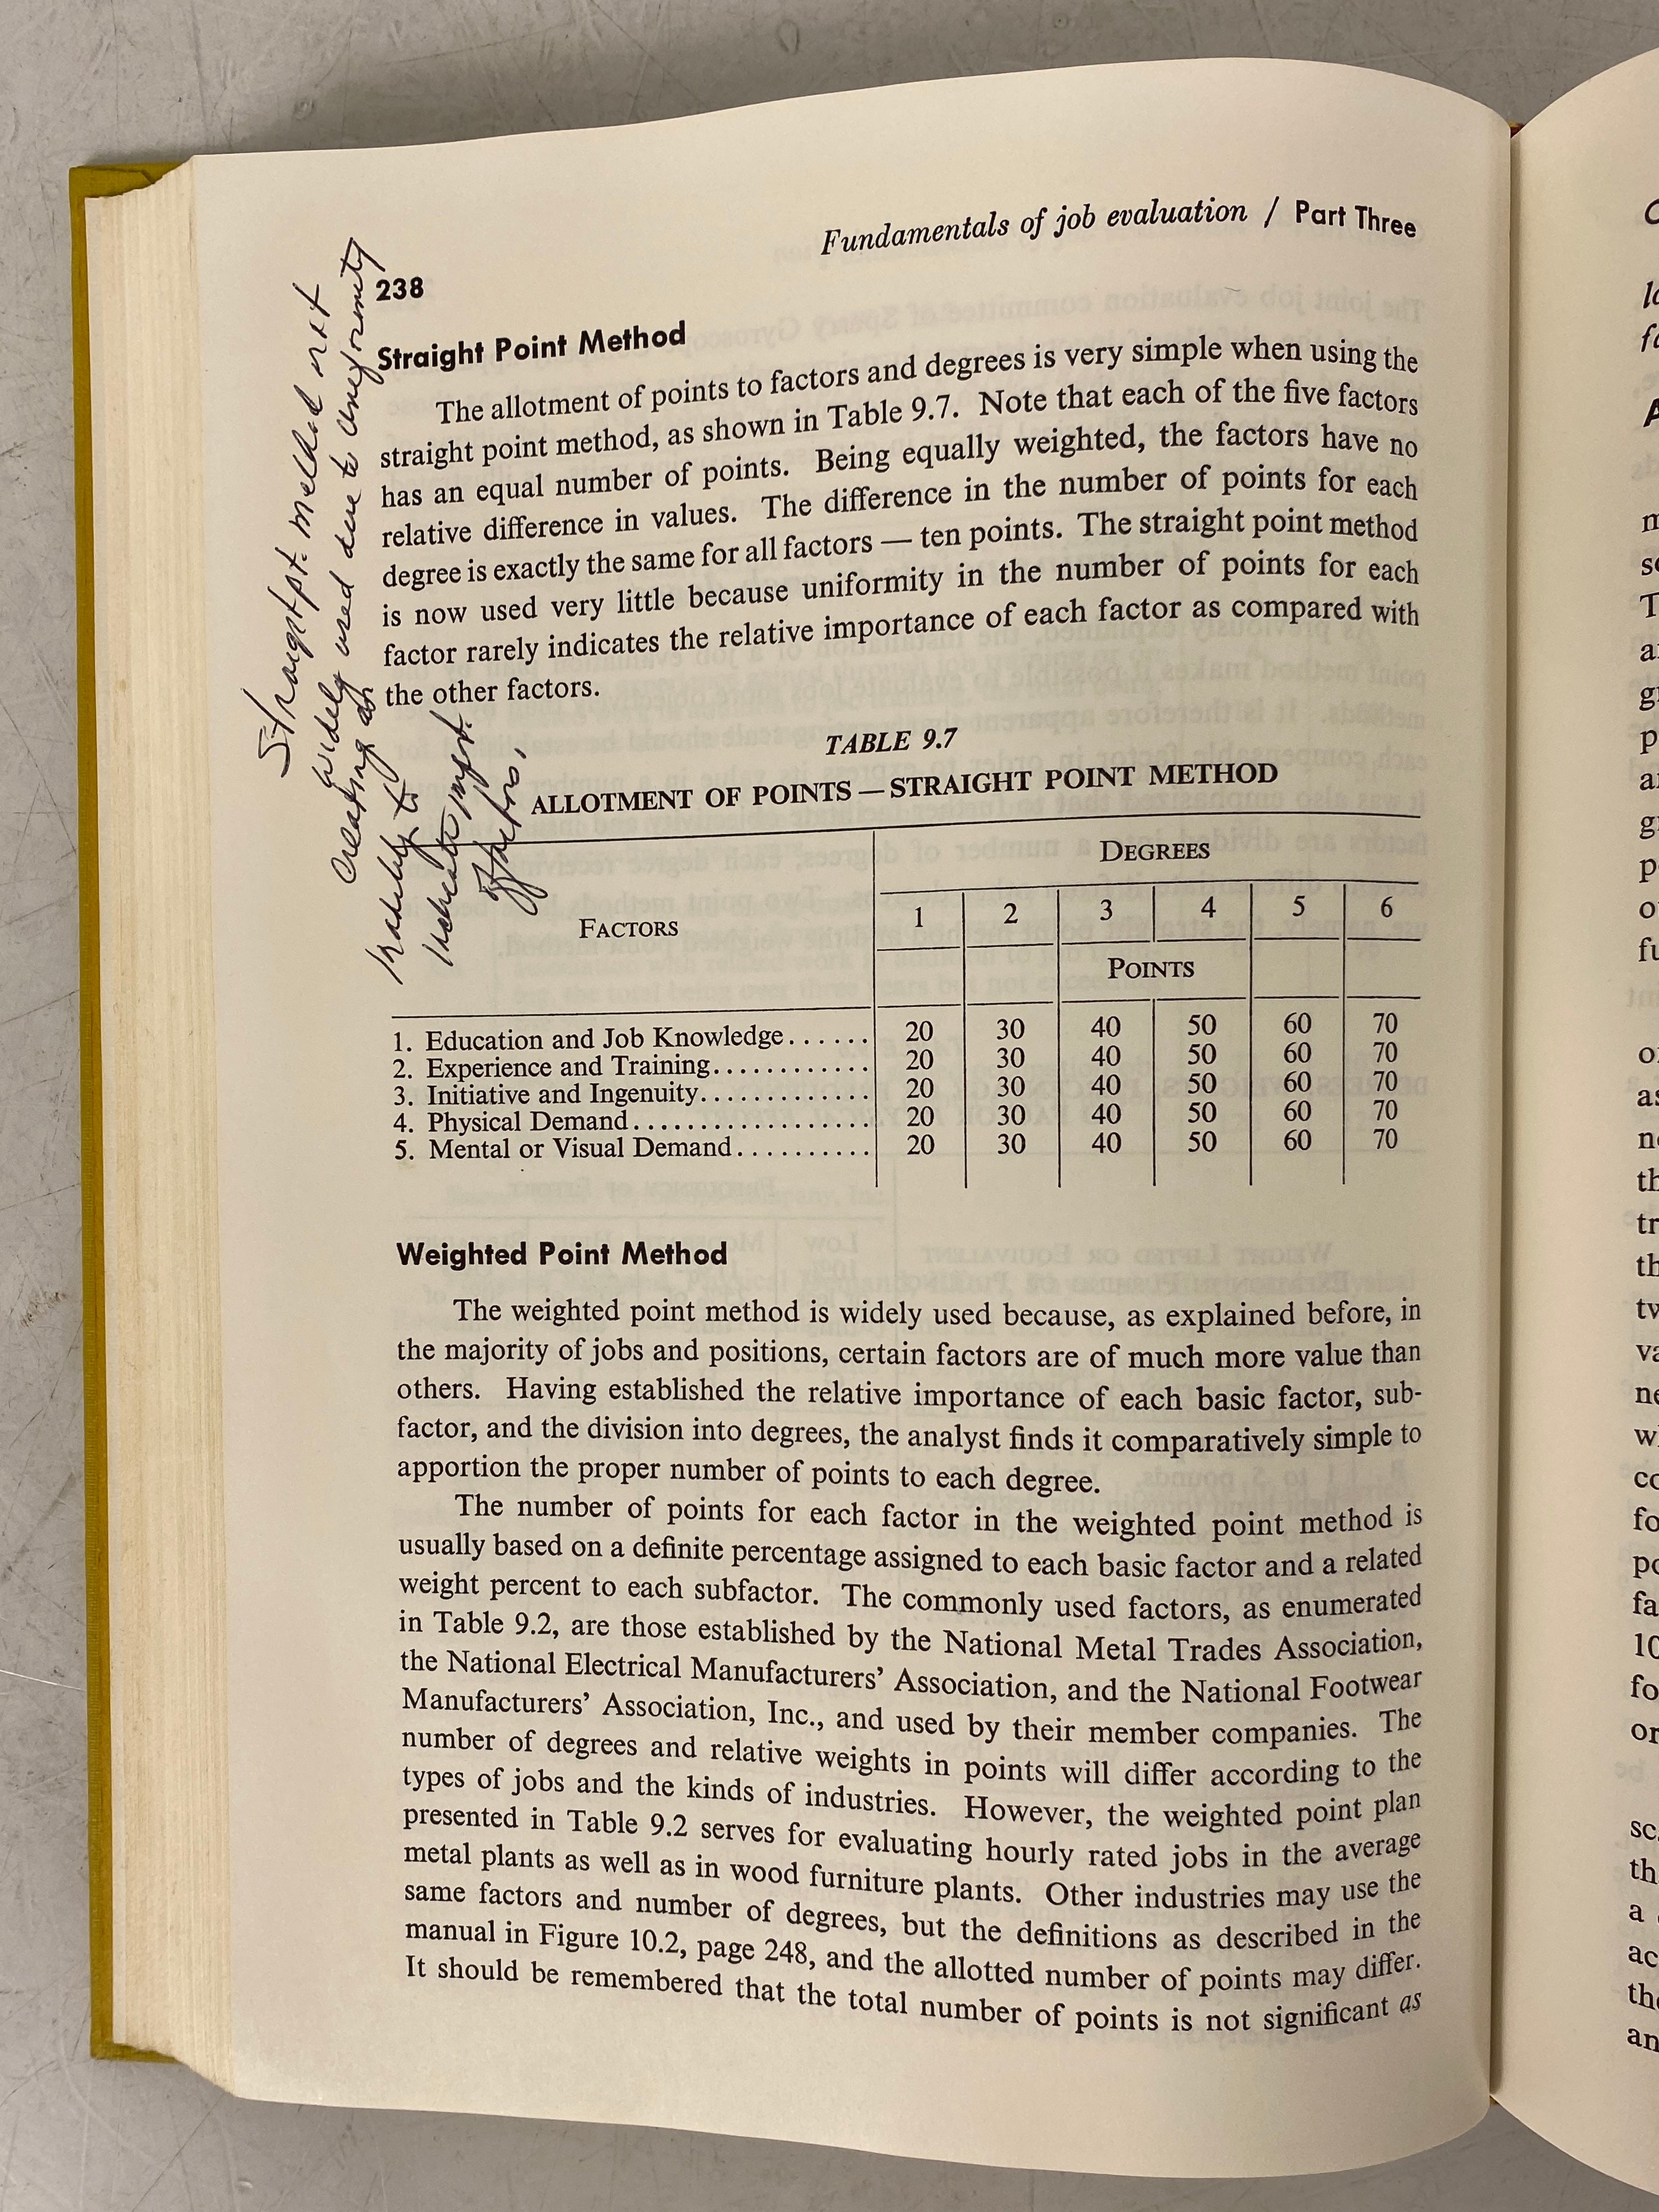 Fundamentals of job evaluation / Part Three
238
Straight pt. method not
widely used due to uniformity
creating an
inability to
indicate import.
of factors.
Straight Point Method
The allotment of points to factors and degrees is very simple when using the
straight point method, as shown in Table 9.7. Note that each of the five factors
has an equal number of points. Being equally weighted, the factors have no
relative difference in values. The difference in the number of points for each
degree is exactly the same for all factors — ten points. The straight point method
is now used very little because uniformity in the number of points for each
factor rarely indicates the relative importance of each factor as compared with
the other factors.
TABLE 9.7
ALLOTMENT OF POINTS — STRAIGHT POINT METHOD
FACTORS DEGREES
1 2 3 4 5 6
POINTS
1. Education and Job Knowledge...... 20 30 40 50 60 70
2. Experience and Training............ 20 30 40 50 60 70
3. Initiative and Ingenuity............. 20 30 40 50 60 70
4. Physical Demand.................. 20 30 40 50 60 70
5. Mental or Visual Demand.......... 20 30 40 50 60 70
Weighted Point Method
The weighted point method is widely used because, as explained before, in
the majority of jobs and positions, certain factors are of much more value than
others. Having established the relative importance of each basic factor, sub-
factor, and the division into degrees, the analyst finds it comparatively simple to
apportion the proper number of points to each degree.
The number of points for each factor in the weighted point method is
usually based on a definite percentage assigned to each basic factor and a related
weight percent to each subfactor. The commonly used factors, as enumerated
in Table 9.2, are those established by the National Metal Trades Association,
the National Electrical Manufacturers' Association, and the National Footwear
Manufacturers' Association, Inc., and used by their member companies. The
number of degrees and relative weights in points will differ according to the
types of jobs and the kinds of industries. However, the weighted point plan
presented in Table 9.2 serves for evaluating hourly rated jobs in the average
metal plants as well as in wood furniture plants. Other industries may use the
same factors and number of degrees, but the definitions as described in the
manual in Figure 10.2, page 248, and the allotted number of points may differ.
It should be remembered that the total number of points is not significant as